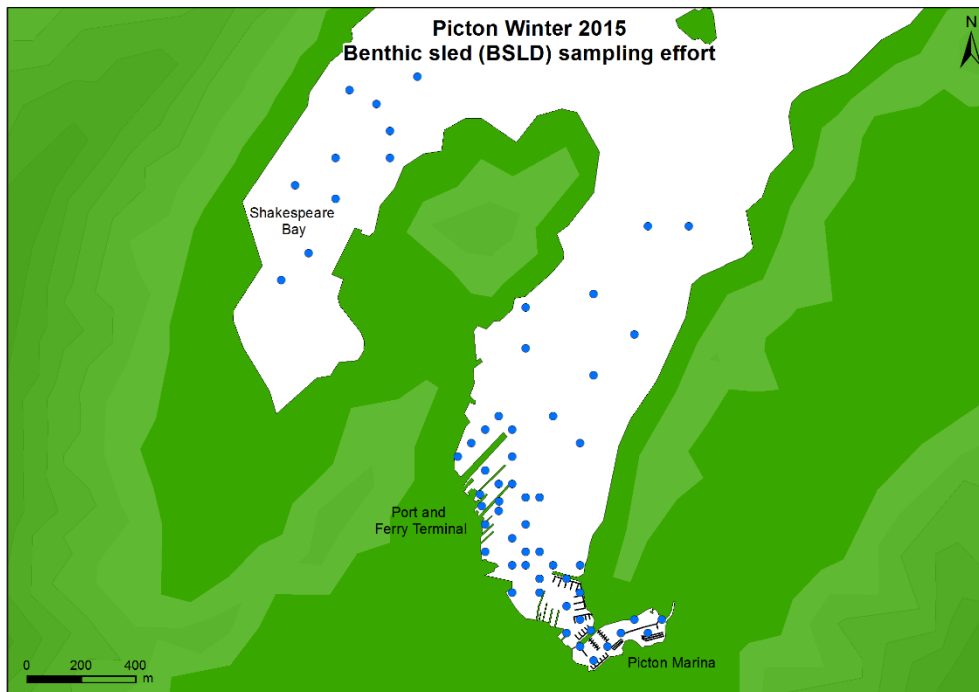 Picton Winter 2015
Benthic sled (BSLD) sampling effort
N
Shakespeare
Bay
Port and
Ferry Terminal
Picton Marina
0 200 400
m